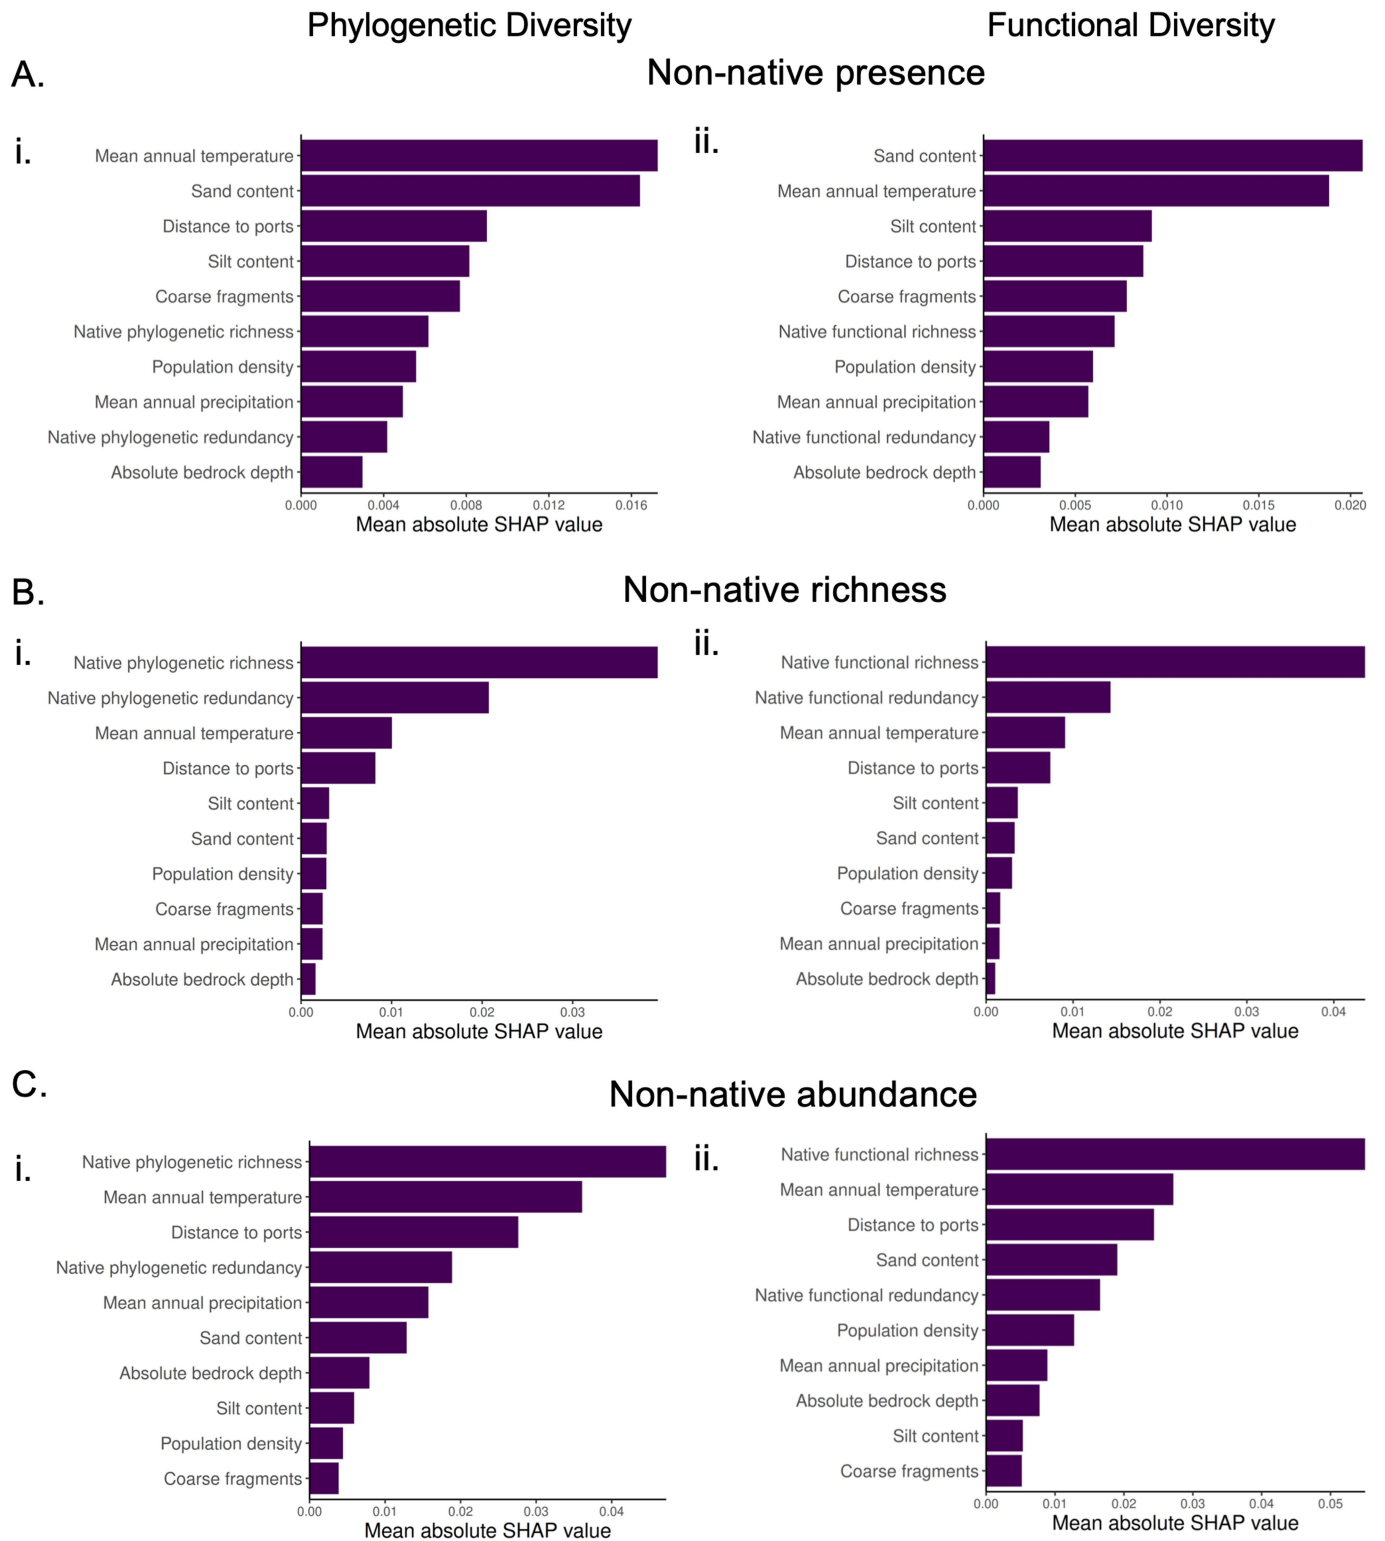 Phylogenetic Diversity
Functional Diversity
A.
Non-native presence
i.
Mean annual temperature
Sand content
Distance to ports
Silt content
Coarse fragments
Native phylogenetic richness
Population density
Mean annual precipitation
Native phylogenetic redundancy
Absolute bedrock depth
0.000 0.004 0.008 0.012 0.016
Mean absolute SHAP value
ii.
Sand content
Mean annual temperature
Silt content
Distance to ports
Coarse fragments
Native functional richness
Population density
Mean annual precipitation
Native functional redundancy
Absolute bedrock depth
0.000 0.005 0.010 0.015 0.020
Mean absolute SHAP value
B.
Non-native richness
i.
Native phylogenetic richness
Native phylogenetic redundancy
Mean annual temperature
Distance to ports
Silt content
Sand content
Population density
Coarse fragments
Mean annual precipitation
Absolute bedrock depth
0.00 0.01 0.02 0.03
Mean absolute SHAP value
ii.
Native functional richness
Native functional redundancy
Mean annual temperature
Distance to ports
Silt content
Sand content
Population density
Coarse fragments
Mean annual precipitation
Absolute bedrock depth
0.00 0.01 0.02 0.03 0.04
Mean absolute SHAP value
C.
Non-native abundance
i.
Native phylogenetic richness
Mean annual temperature
Distance to ports
Native phylogenetic redundancy
Mean annual precipitation
Sand content
Absolute bedrock depth
Silt content
Population density
Coarse fragments
0.00 0.01 0.02 0.03 0.04
Mean absolute SHAP value
ii.
Native functional richness
Mean annual temperature
Distance to ports
Sand content
Native functional redundancy
Population density
Mean annual precipitation
Absolute bedrock depth
Silt content
Coarse fragments
0.00 0.01 0.02 0.03 0.04 0.05
Mean absolute SHAP value